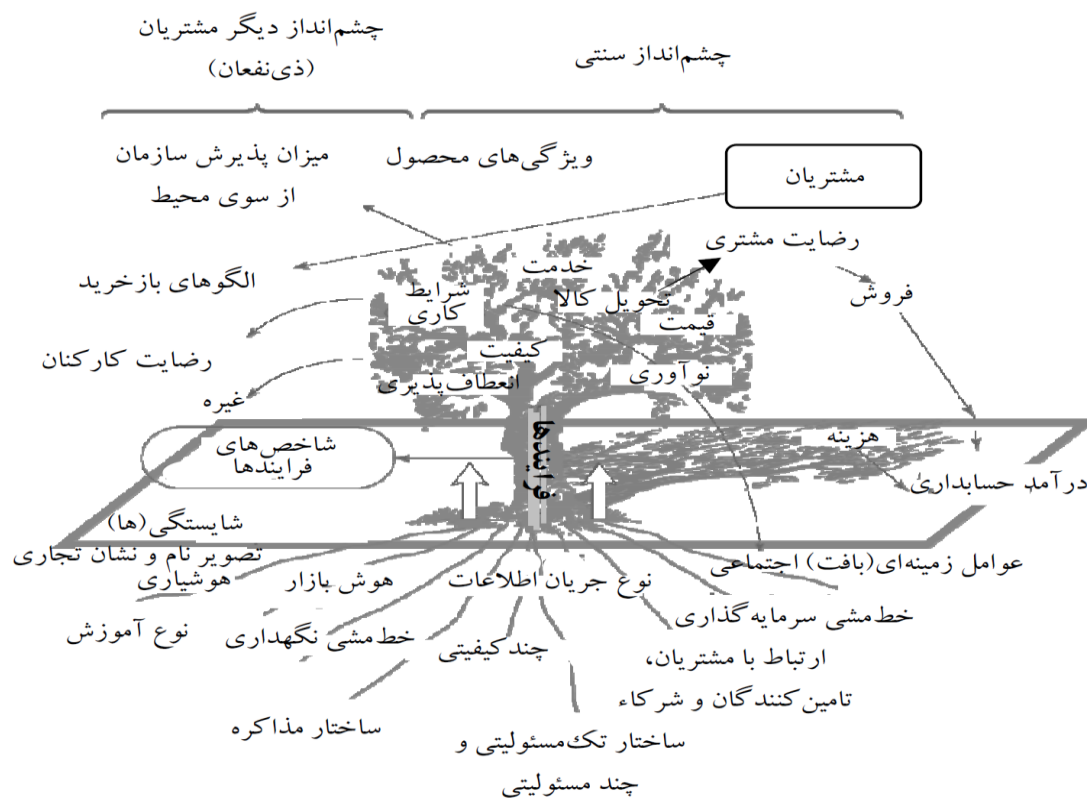 چشم‌انداز دیگر مشتریان
(ذی‌نفعان)
چشم‌انداز سنتی
میزان پذیرش سازمان
از سوی محیط
ویژگی‌های محصول
مشتریان
رضایت مشتری
الگوهای بازخرید
خدمت
شرایط
کاری
تحویل کالا
فروش
قیمت
رضایت کارکنان
کیفیت
نوآوری
انعطاف‌پذیری
غیره
فرایندها
هزینه
شاخص‌های
فرایندها
درآمد حسابداری
شایستگی(ها)
تصویر نام و نشان تجاری
هوشیاری
هوش بازار
نوع جریان اطلاعات
عوامل زمینه‌ای(بافت) اجتماعی
نوع آموزش
خط‌مشی نگهداری
چند کیفیتی
خط‌مشی سرمایه‌گذاری
ارتباط با مشتریان،
تامین‌کنندگان و شرکاء
ساختار مذاکره
ساختار تک‌مسئولیتی و
چند مسئولیتی